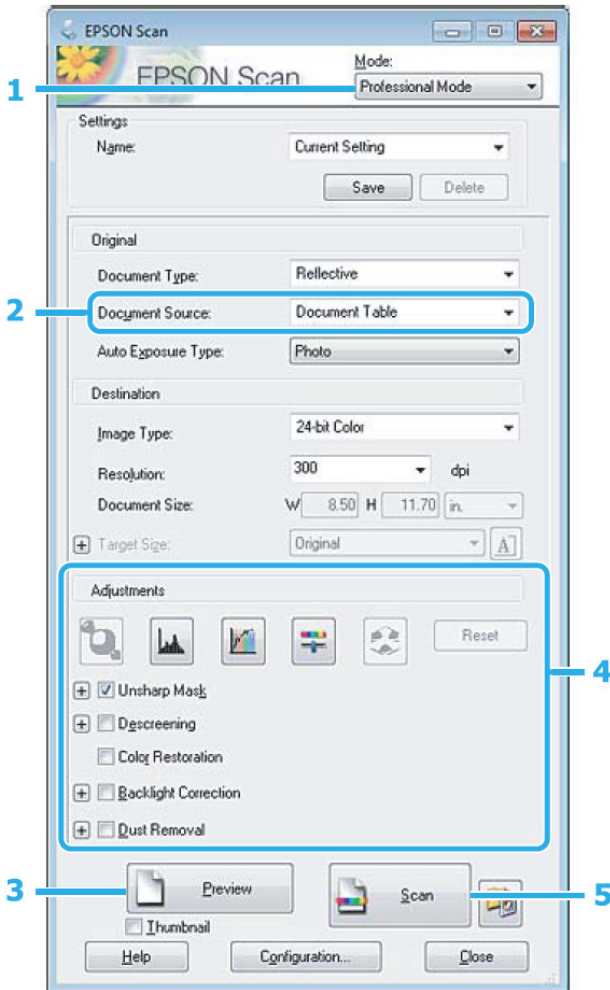 EPSON Scan
EPSON Scan
Mode:
1
Professional Mode
Settings
Name: Current Setting
Save Delete
Original
Document Type: Reflective
2 Document Source: Document Table
Auto Exposure Type: Photo
Destination
Image Type: 24-bit Color
Resolution: 300 dpi
Document Size: W 8.50 H 11.70 in.
Target Size: Original A
Adjustments
Reset
4
Unsharp Mask
Descreening
Color Restoration
Backlight Correction
Dust Removal
3 Preview Scan 5
Thumbnail
Help Configuration... Close